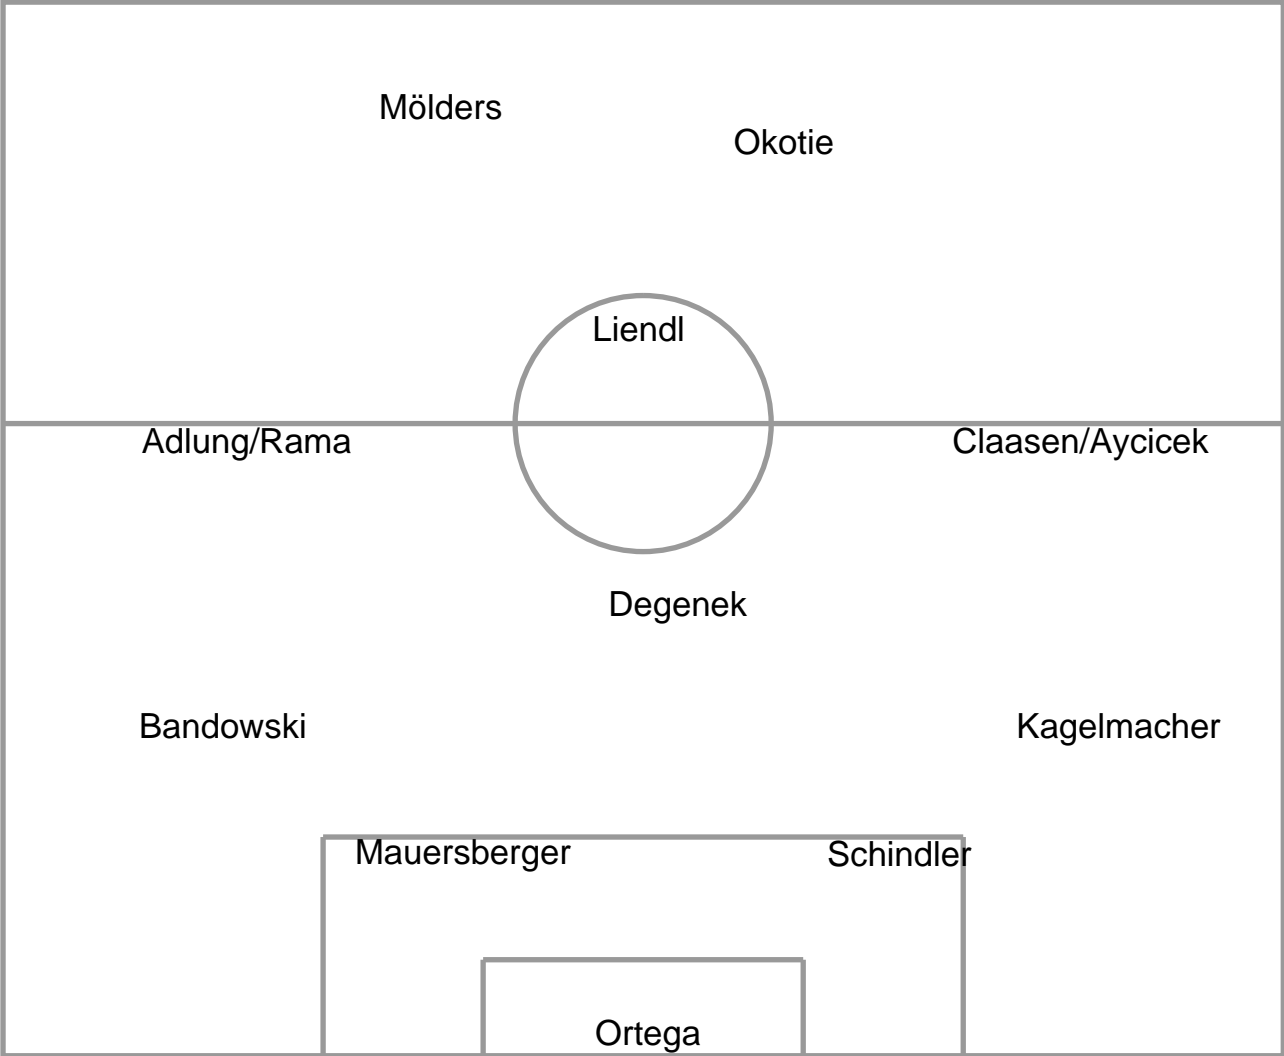 Mölders
Okotie
Liendl
Adlung/Rama
Claasen/Aycicek
Degenek
Bandowski
Kagelmacher
Mauersberger
Schindler
Ortega